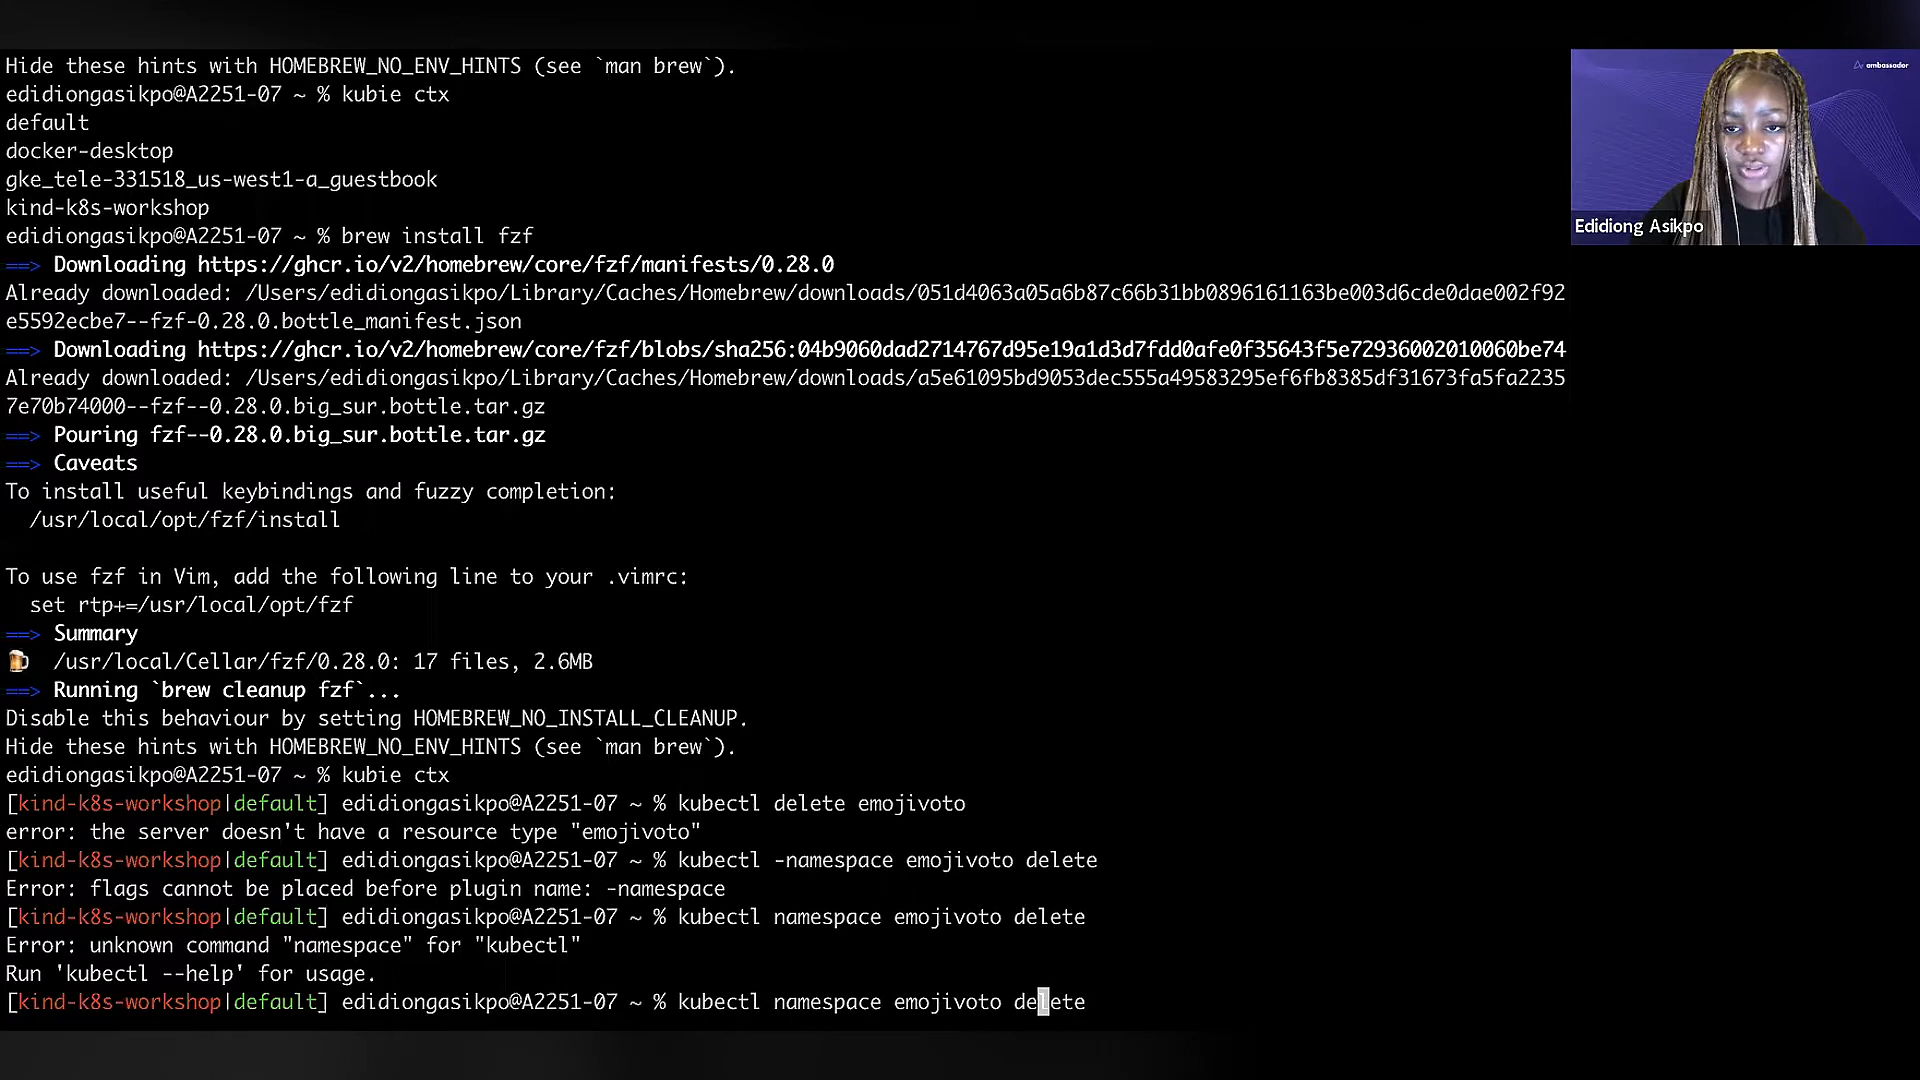 Hide these hints with HOMEBREW_NO_ENV_HINTS (see `man brew`).
edidiongasikpo@A2251-07 ~ % kubie ctx
default
docker-desktop
gke_tele-331518_us-west1-a_guestbook
kind-k8s-workshop
edidiongasikpo@A2251-07 ~ % brew install fzf
==> Downloading https://ghcr.io/v2/homebrew/core/fzf/manifests/0.28.0
Already downloaded: /Users/edidiongasikpo/Library/Caches/Homebrew/downloads/051d4063a05a6b87c66b31bb0896161163be003d6cde0dae002f92
e5592ecbe7--fzf-0.28.0.bottle_manifest.json
==> Downloading https://ghcr.io/v2/homebrew/core/fzf/blobs/sha256:04b9060dad2714767d95e19a1d3d7fdd0afe0f35643f5e72936002010060be74
Already downloaded: /Users/edidiongasikpo/Library/Caches/Homebrew/downloads/a5e61095bd9053dec555a49583295ef6fb8385df31673fa5fa2235
7e70b74000--fzf--0.28.0.big_sur.bottle.tar.gz
==> Pouring fzf--0.28.0.big_sur.bottle.tar.gz
==> Caveats
To install useful keybindings and fuzzy completion:
/usr/local/opt/fzf/install
To use fzf in Vim, add the following line to your .vimrc:
set rtp+=/usr/local/opt/fzf
==> Summary
/usr/local/Cellar/fzf/0.28.0: 17 files, 2.6MB
==> Running `brew cleanup fzf`...
Disable this behaviour by setting HOMEBREW_NO_INSTALL_CLEANUP.
Hide these hints with HOMEBREW_NO_ENV_HINTS (see `man brew`).
edidiongasikpo@A2251-07 ~ % kubie ctx
[kind-k8s-workshop|default] edidiongasikpo@A2251-07 ~ % kubectl delete emojivoto
error: the server doesn't have a resource type "emojivoto"
[kind-k8s-workshop|default] edidiongasikpo@A2251-07 ~ % kubectl -namespace emojivoto delete
Error: flags cannot be placed before plugin name: -namespace
[kind-k8s-workshop|default] edidiongasikpo@A2251-07 ~ % kubectl namespace emojivoto delete
Error: unknown command "namespace" for "kubectl"
Run 'kubectl --help' for usage.
[kind-k8s-workshop|default] edidiongasikpo@A2251-07 ~ % kubectl namespace emojivoto delete
ambassador
Edidiong Asikpo